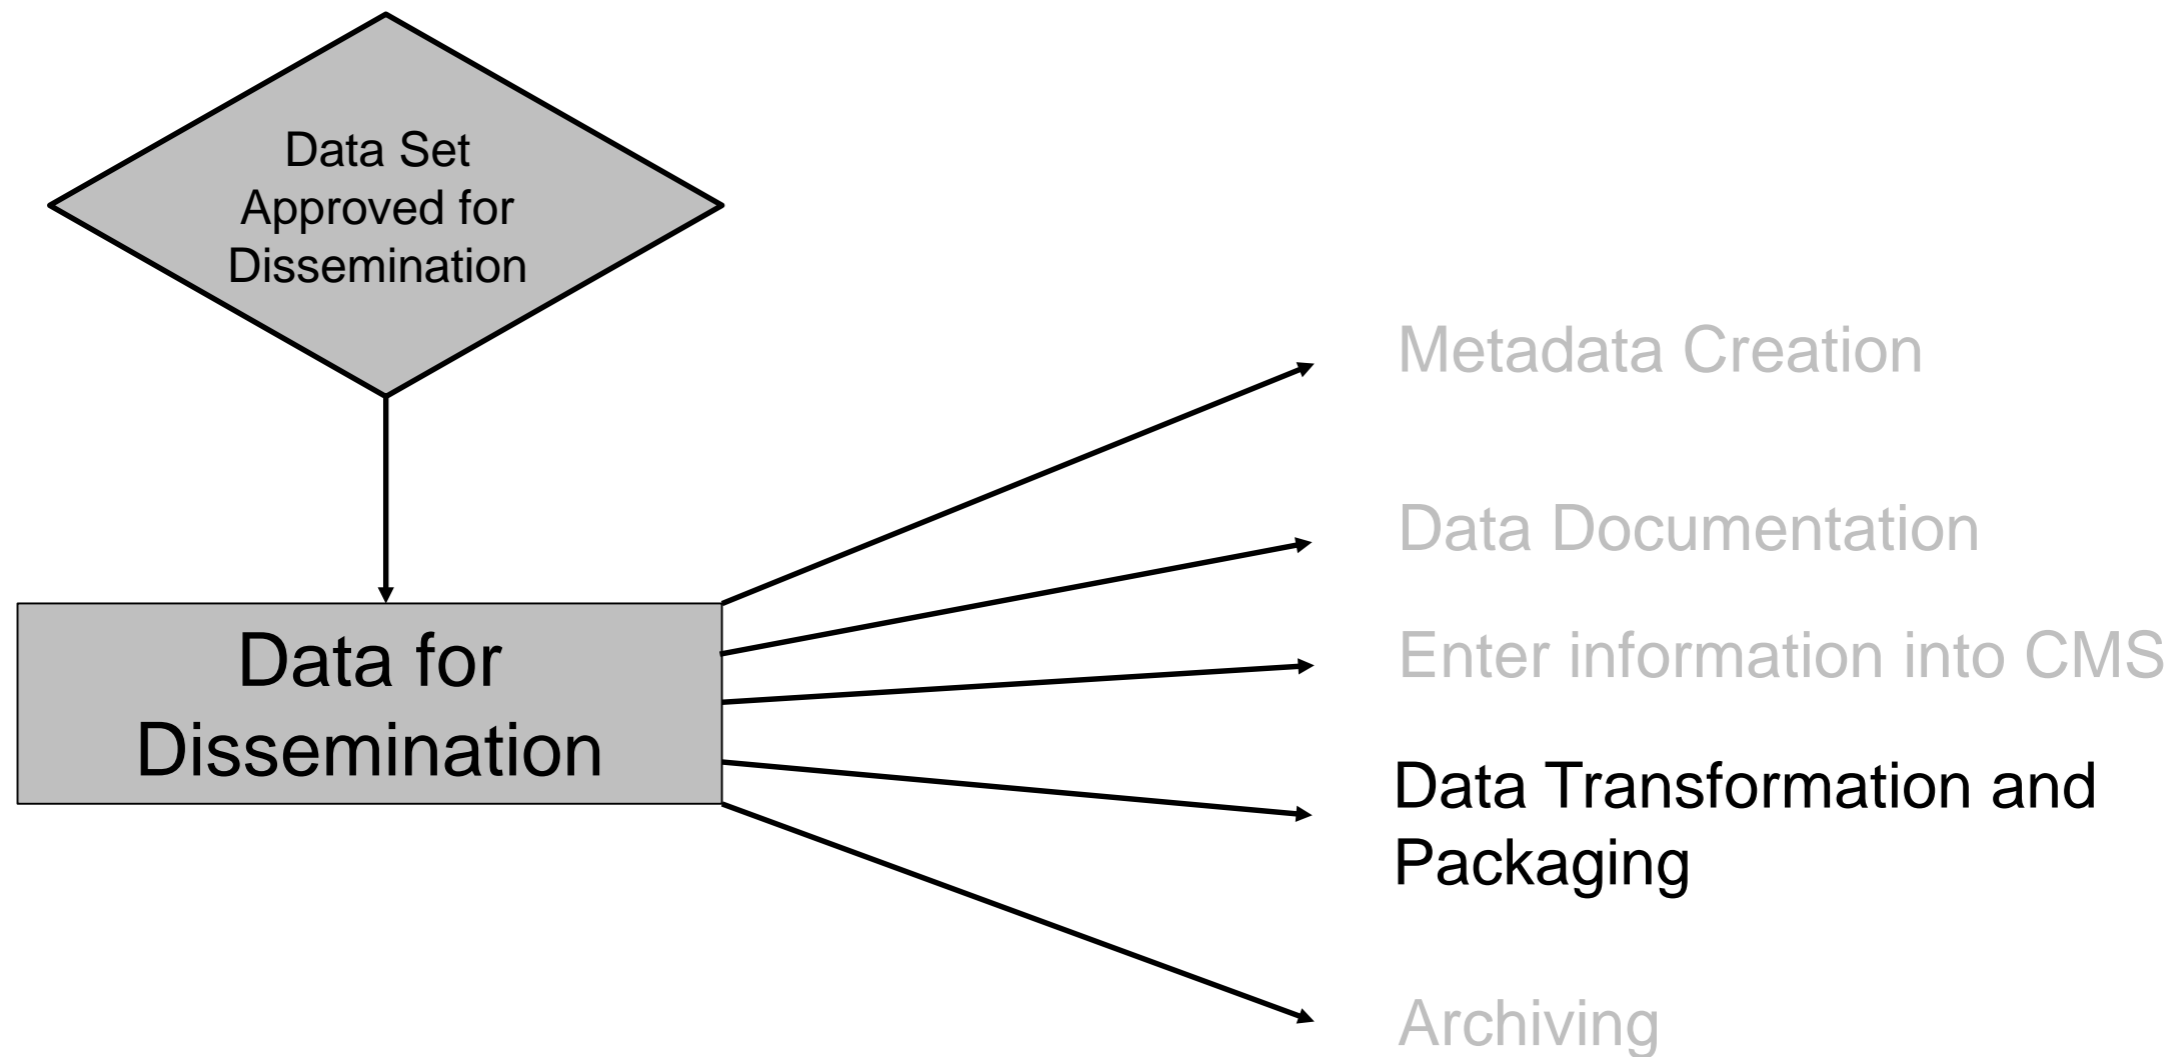 Data Set
Approved for
Dissemination
Metadata Creation
Data Documentation
Enter information into CMS
Data for
Dissemination
Data Transformation and
Packaging
Archiving